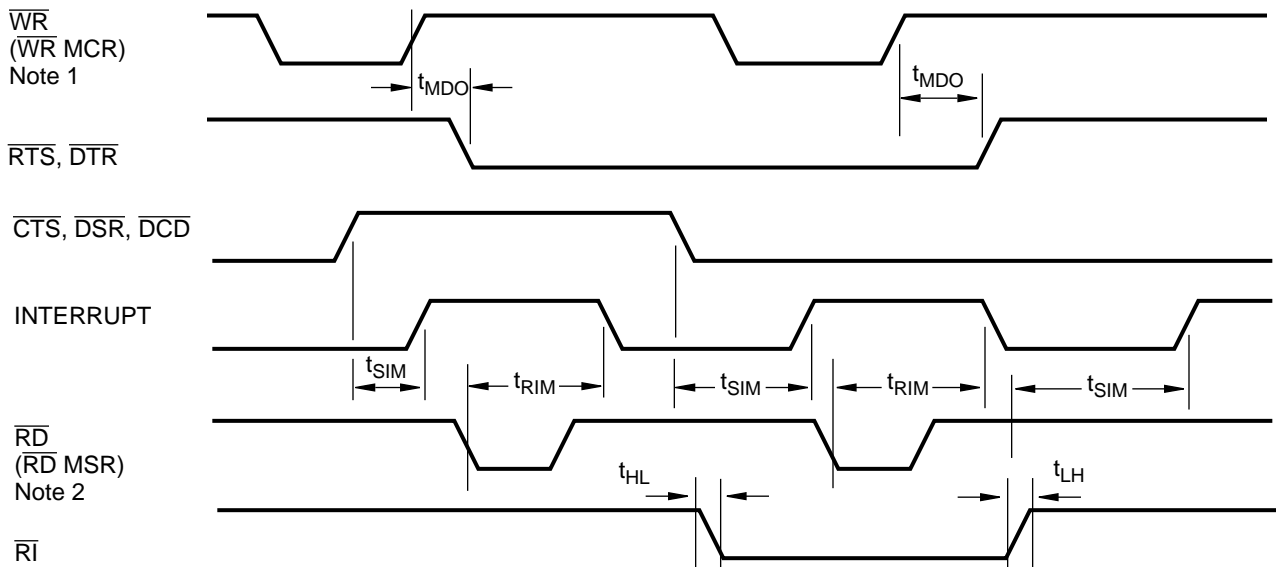 WR
(WR MCR)
Note 1
tMDO
tMDO
RTS, DTR
CTS, DSR, DCD
INTERRUPT
tSIM
tRIM
tSIM
tRIM
tSIM
RD
(RD MSR)
Note 2
tHL
tLH
RI